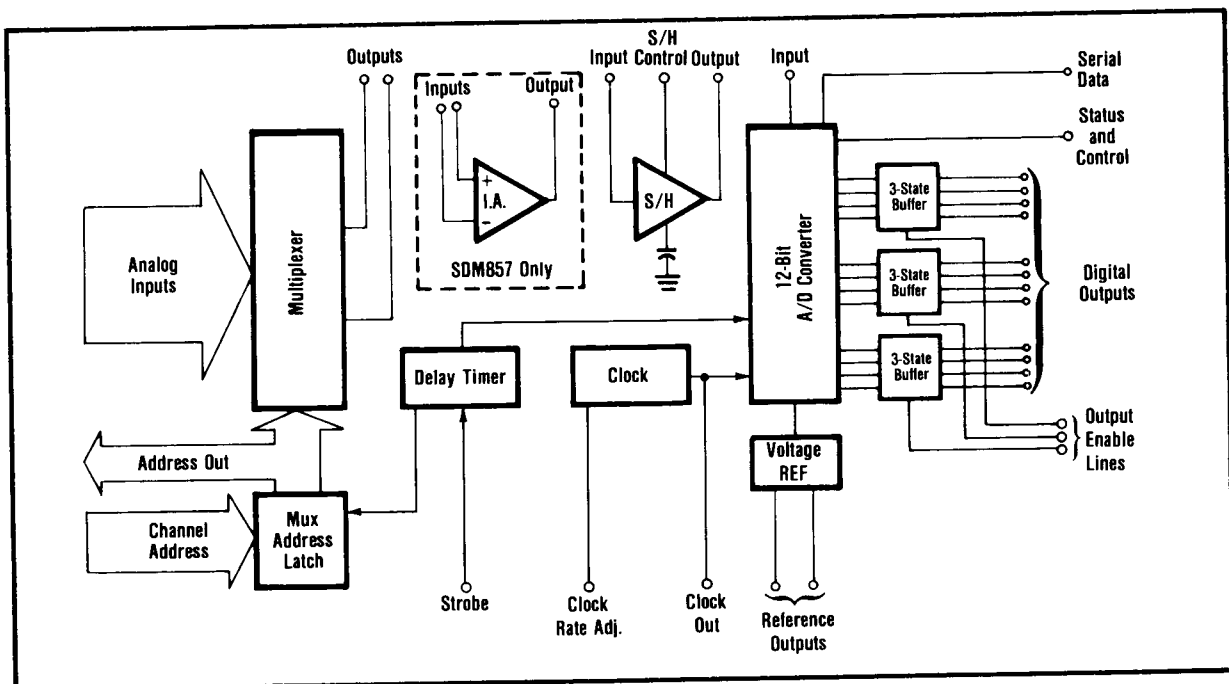 Outputs
Inputs
Output
SDM857 Only
+
I.A.
−
S/H
Input Control Output
S/H
Input
Serial
Data
Status
and
Control
Analog
Inputs
Multiplexer
12-Bit
A/D Converter
3-State
Buffer
3-State
Buffer
3-State
Buffer
Digital
Outputs
Delay Timer
Clock
Output
Enable
Lines
Address Out
Voltage
REF
Channel
Address
Mux
Address
Latch
Strobe
Clock
Rate Adj.
Clock
Out
Reference
Outputs